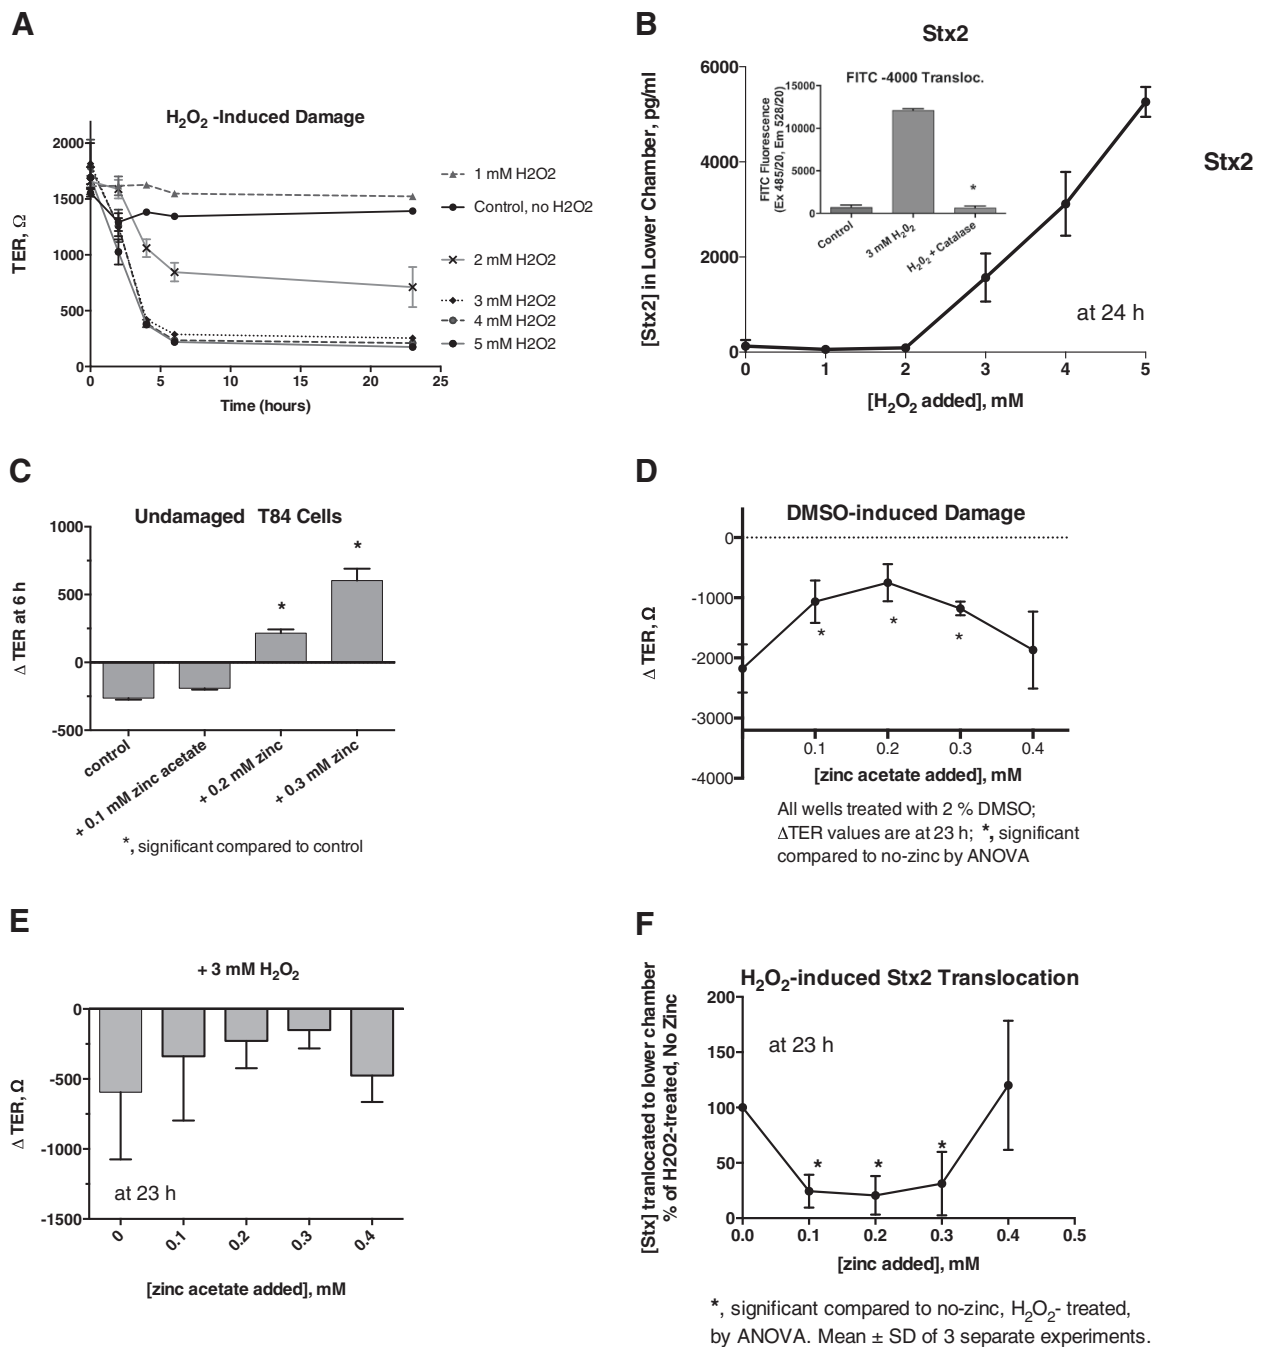 A
H2O2 -Induced Damage
TER, Ω
2000
1500
1000
500
0
0 5 10 15 20 25
Time (hours)
1 mM H2O2
Control, no H2O2
2 mM H2O2
3 mM H2O2
4 mM H2O2
5 mM H2O2
B
Stx2
[Stx2] in Lower Chamber, pg/ml
6000
4000
2000
0
0 1 2 3 4 5
[H2O2 added], mM
at 24 h
Stx2
FITC -4000 Transloc.
FITC Fluorescence
(Ex 485/20, Em 528/20)
15000
10000
5000
0
*
Control
3 mM H2O2
H2O2 + Catalase
C
Undamaged T84 Cells
Δ TER at 6 h
1000
500
0
-500
*
*
control
+ 0.1 mM zinc acetate
+ 0.2 mM zinc
+ 0.3 mM zinc
*, significant compared to control
D
DMSO-induced Damage
Δ TER, Ω
0
-1000
-2000
-3000
-4000
* * *
0.1 0.2 0.3 0.4
[zinc acetate added], mM
All wells treated with 2 % DMSO;
ΔTER values are at 23 h; *, significant
compared to no-zinc by ANOVA
E
+ 3 mM H2O2
Δ TER, Ω
0
-500
-1000
-1500
at 23 h
0 0.1 0.2 0.3 0.4
[zinc acetate added], mM
F
H2O2-induced Stx2 Translocation
[Stx] tranlocated to lower chamber
% of H2O2-treated, No Zinc
200
150
100
50
0
at 23 h
* * *
0.0 0.1 0.2 0.3 0.4 0.5
[zinc added], mM
*, significant compared to no-zinc, H2O2- treated,
by ANOVA. Mean ± SD of 3 separate experiments.